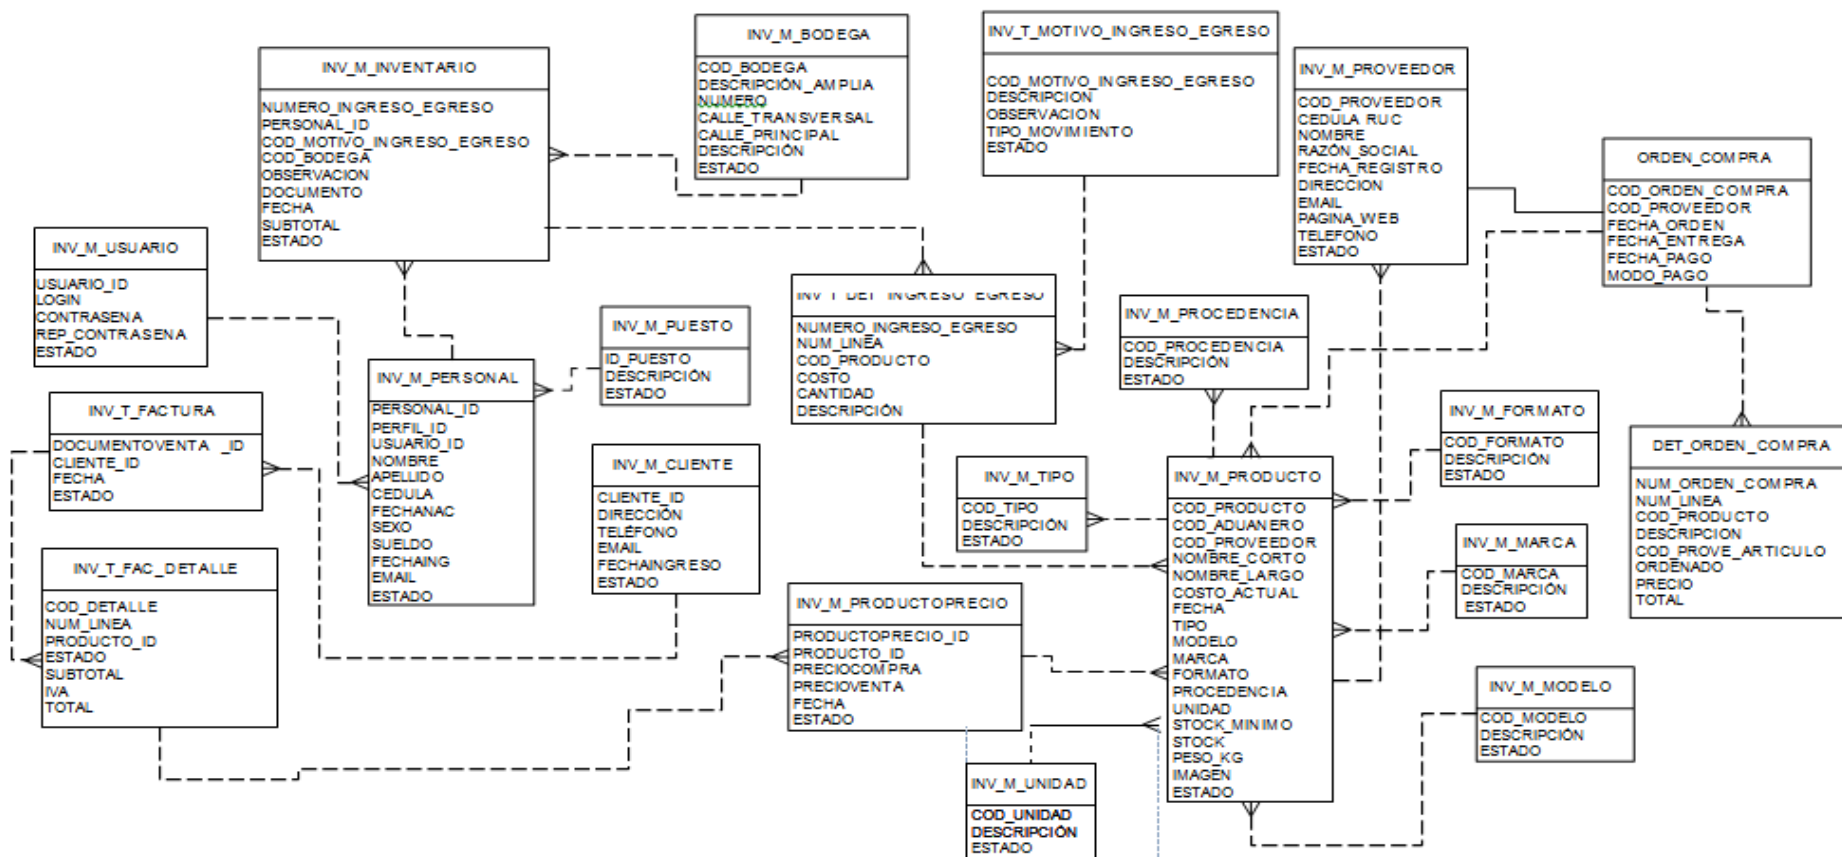 INV_M_BODEGA
COD_BODEGA
DESCRIPCIÓN_AMPLIA
NUMERO
CALLE_TRANSVERSAL
CALLE_PRINCIPAL
DESCRIPCIÓN
ESTADO
INV_T_MOTIVO_INGRESO_EGRESO
COD_MOTIVO_INGRESO_EGRESO
DESCRIPCION
OBSERVACION
TIPO_MOVIMIENTO
ESTADO
INV_M_INVENTARIO
NUMERO_INGRESO_EGRESO
PERSONAL_ID
COD_MOTIVO_INGRESO_EGRESO
COD_BODEGA
OBSERVACION
DOCUMENTO
FECHA
SUBTOTAL
ESTADO
INV_M_PROVEEDOR
COD_PROVEEDOR
CEDULA_RUC
NOMBRE
RAZÓN_SOCIAL
FECHA_REGISTRO
DIRECCION
EMAIL
PAGINA_WEB
TELEFONO
ESTADO
ORDEN_COMPRA
COD_ORDEN_COMPRA
COD_PROVEEDOR
FECHA_ORDEN
FECHA_ENTREGA
FECHA_PAGO
MODO_PAGO
INV_M_USUARIO
USUARIO_ID
LOGIN
CONTRASENA
REP_CONTRASENA
ESTADO
INV_T_DET_INGRESO_EGRESO
NUMERO_INGRESO_EGRESO
NUM_LINEA
COD_PRODUCTO
COSTO
CANTIDAD
DESCRIPCIÓN
INV_M_PROCEDENCIA
COD_PROCEDENCIA
DESCRIPCIÓN
ESTADO
INV_M_PUESTO
ID_PUESTO
DESCRIPCIÓN
ESTADO
INV_M_PERSONAL
PERSONAL_ID
PERFIL_ID
USUARIO_ID
NOMBRE
APELLIDO
CEDULA
FECHANAC
SEXO
SUELDO
FECHAING
EMAIL
ESTADO
INV_T_FACTURA
DOCUMENTOVENTA _ID
CLIENTE_ID
FECHA
ESTADO
INV_M_FORMATO
COD_FORMATO
DESCRIPCIÓN
ESTADO
DET_ORDEN_COMPRA
NUM_ORDEN_COMPRA
NUM_LINEA
COD_PRODUCTO
DESCRIPCION
COD_PROVE_ARTICULO
ORDENADO
PRECIO
TOTAL
INV_M_CLIENTE
CLIENTE_ID
DIRECCIÓN
TELÉFONO
EMAIL
FECHAINGRESO
ESTADO
INV_M_TIPO
COD_TIPO
DESCRIPCIÓN
ESTADO
INV_M_PRODUCTO
COD_PRODUCTO
COD_ADUANERO
COD_PROVEEDOR
NOMBRE_CORTO
NOMBRE_LARGO
COSTO_ACTUAL
FECHA
TIPO
MODELO
MARCA
FORMATO
PROCEDENCIA
UNIDAD
STOCK_MINIMO
STOCK
PESO_KG
IMAGEN
ESTADO
INV_M_MARCA
COD_MARCA
DESCRIPCIÓN
ESTADO
INV_T_FAC_DETALLE
COD_DETALLE
NUM_LINEA
PRODUCTO_ID
ESTADO
SUBTOTAL
IVA
TOTAL
INV_M_PRODUCTOPRECIO
PRODUCTOPRECIO_ID
PRODUCTO_ID
PRECIOCOMPRA
PRECIOVENTA
FECHA
ESTADO
INV_M_MODELO
COD_MODELO
DESCRIPCIÓN
ESTADO
INV_M_UNIDAD
COD_UNIDAD
DESCRIPCIÓN
ESTADO